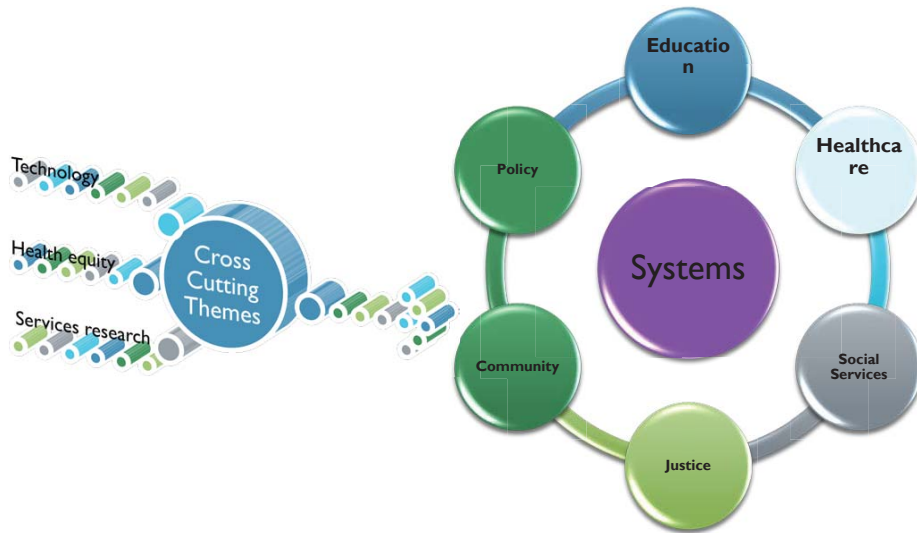 Technology
Health equity
Services research
Cross
Cutting
Themes
Educatio
n
Healthca
re
Social
Services
Justice
Community
Policy
Systems